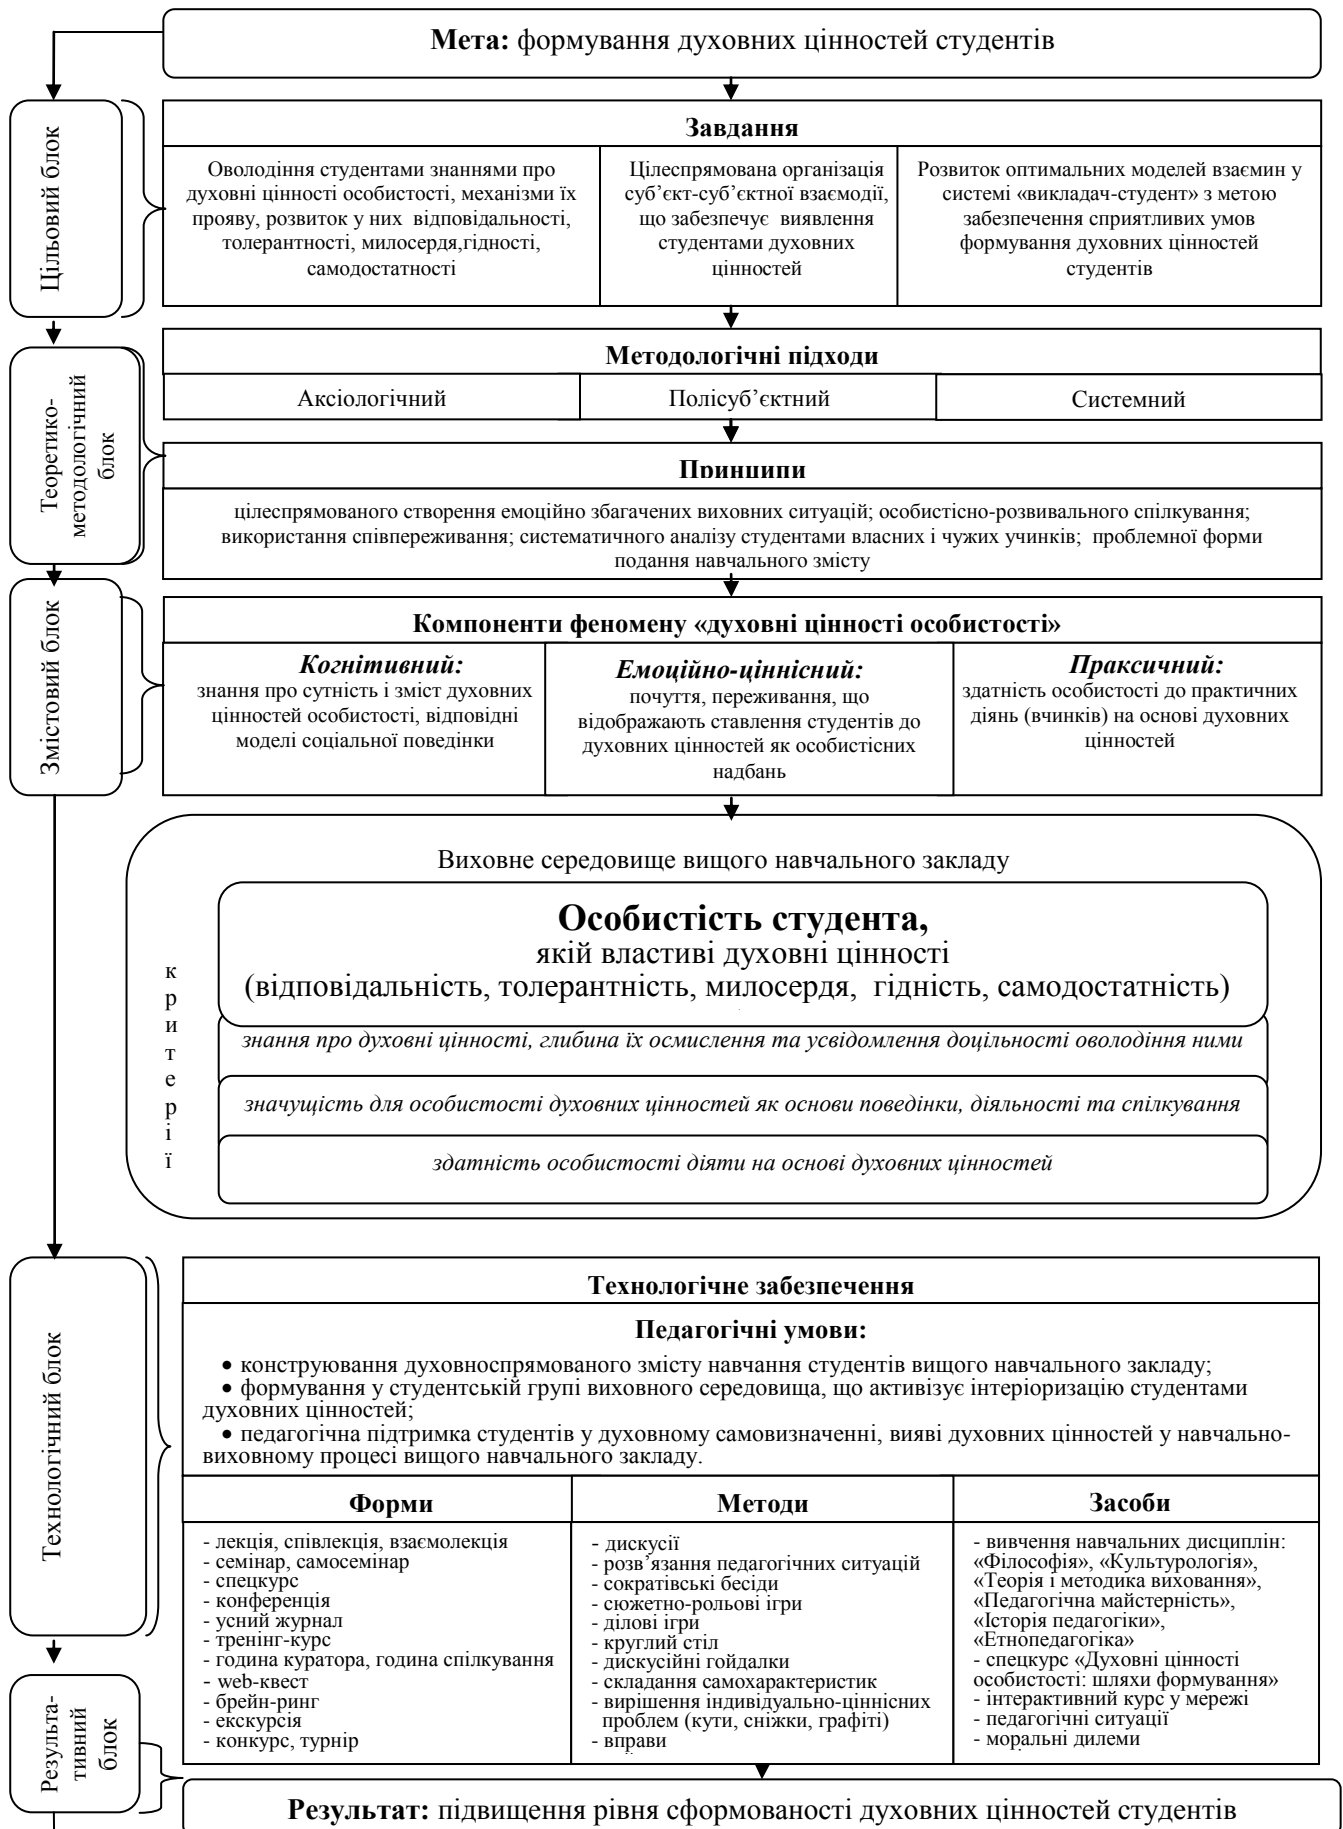 Мета: формування духовних цінностей студентів
Цільовий блок
Завдання
Оволодіння студентами знаннями про
духовні цінності особистості, механізми їх
прояву, розвиток у них відповідальності,
толерантності, милосердя,гідності,
самодостатності
Цілеспрямована організація
суб’єкт-суб’єктної взаємодії,
що забезпечує виявлення
студентами духовних
цінностей
Розвиток оптимальних моделей взаємин у
системі «викладач-студент» з метою
забезпечення сприятливих умов
формування духовних цінностей
студентів
Теоретико-
методологічний
блок
Методологічні підходи
Аксіологічний
Полісуб’єктний
Системний
Принципи
цілеспрямованого створення емоційно збагачених виховних ситуацій; особистісно-розвивального спілкування;
використання співпереживання; систематичного аналізу студентами власних і чужих учинків; проблемної форми
подання навчального змісту
Змістовий блок
Компоненти феномену «духовні цінності особистості»
Когнітивний:
знання про сутність і зміст духовних
цінностей особистості, відповідні
моделі соціальної поведінки
Емоційно-ціннісний:
почуття, переживання, що
відображають ставлення студентів до
духовних цінностей як особистісних
надбань
Праксичний:
здатність особистості до практичних
діянь (вчинків) на основі духовних
цінностей
Виховне середовище вищого навчального закладу
Особистість студента,
якій властиві духовні цінності
(відповідальність, толерантність, милосердя, гідність, самодостатність)
критерії
знання про духовні цінності, глибина їх осмислення та усвідомлення доцільності оволодіння ними
значущість для особистості духовних цінностей як основи поведінки, діяльності та спілкування
здатність особистості діяти на основі духовних цінностей
Технологічний блок
Технологічне забезпечення
Педагогічні умови:
• конструювання духовноспрямованого змісту навчання студентів вищого навчального закладу;
• формування у студентській групі виховного середовища, що активізує інтеріоризацію студентами
духовних цінностей;
• педагогічна підтримка студентів у духовному самовизначенні, вияві духовних цінностей у навчально-
виховному процесі вищого навчального закладу.
Форми
- лекція, співлекція, взаємолекція
- семінар, самосемінар
- спецкурс
- конференція
- усний журнал
- тренінг-курс
- година куратора, година спілкування
- web-квест
- брейн-ринг
- екскурсія
- конкурс, турнір
Методи
- дискусії
- розв’язання педагогічних ситуацій
- сократівські бесіди
- сюжетно-рольові ігри
- ділові ігри
- круглий стіл
- дискусійні гойдалки
- складання самохарактеристик
- вирішення індивідуально-ціннісних
проблем (кути, сніжки, графіті)
- вправи
Засоби
- вивчення навчальних дисциплін:
«Філософія», «Культурологія»,
«Теорія і методика виховання»,
«Педагогічна майстерність»,
«Історія педагогіки»,
«Етнопедагогіка»
- спецкурс «Духовні цінності
особистості: шляхи формування»
- інтерактивний курс у мережі
- педагогічні ситуації
- моральні дилеми
Результа-
тивний
блок
Результат: підвищення рівня сформованості духовних цінностей студентів